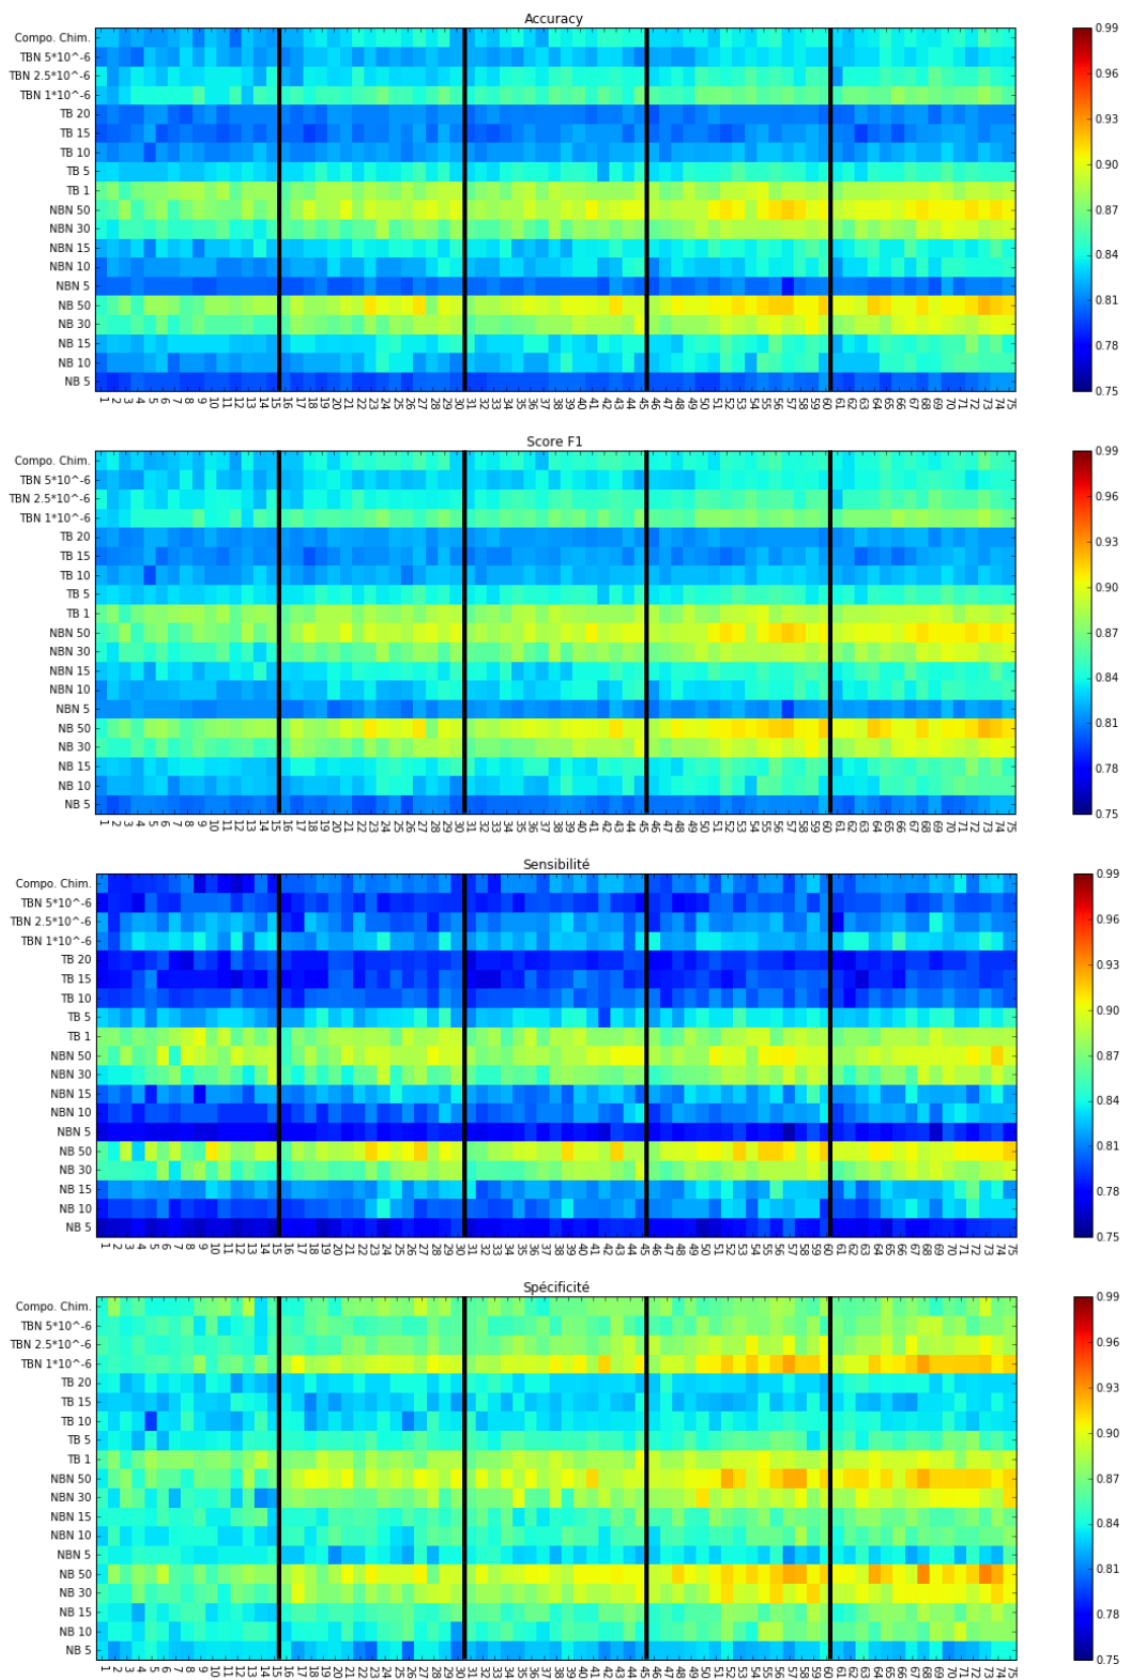 Accuracy
Compo. Chim.
TBN 5*10^-6
TBN 2.5*10^-6
TBN 1*10^-6
TB 20
TB 15
TB 10
TB 5
TB 1
NBN 50
NBN 30
NBN 15
NBN 10
NBN 5
NB 50
NB 30
NB 15
NB 10
NB 5
1 2 3 4 5 6 7 8 9 10 11 12 13 14 15 16 17 18 19 20 21 22 23 24 25 26 27 28 29 30 31 32 33 34 35 36 37 38 39 40 41 42 43 44 45 46 47 48 49 50 51 52 53 54 55 56 57 58 59 60 61 62 63 64 65 66 67 68 69 70 71 72 73 74 75
0.99
0.96
0.93
0.90
0.87
0.84
0.81
0.78
0.75
Score F1
Compo. Chim.
TBN 5*10^-6
TBN 2.5*10^-6
TBN 1*10^-6
TB 20
TB 15
TB 10
TB 5
TB 1
NBN 50
NBN 30
NBN 15
NBN 10
NBN 5
NB 50
NB 30
NB 15
NB 10
NB 5
1 2 3 4 5 6 7 8 9 10 11 12 13 14 15 16 17 18 19 20 21 22 23 24 25 26 27 28 29 30 31 32 33 34 35 36 37 38 39 40 41 42 43 44 45 46 47 48 49 50 51 52 53 54 55 56 57 58 59 60 61 62 63 64 65 66 67 68 69 70 71 72 73 74 75
0.99
0.96
0.93
0.90
0.87
0.84
0.81
0.78
0.75
Sensibilité
Compo. Chim.
TBN 5*10^-6
TBN 2.5*10^-6
TBN 1*10^-6
TB 20
TB 15
TB 10
TB 5
TB 1
NBN 50
NBN 30
NBN 15
NBN 10
NBN 5
NB 50
NB 30
NB 15
NB 10
NB 5
1 2 3 4 5 6 7 8 9 10 11 12 13 14 15 16 17 18 19 20 21 22 23 24 25 26 27 28 29 30 31 32 33 34 35 36 37 38 39 40 41 42 43 44 45 46 47 48 49 50 51 52 53 54 55 56 57 58 59 60 61 62 63 64 65 66 67 68 69 70 71 72 73 74 75
0.99
0.96
0.93
0.90
0.87
0.84
0.81
0.78
0.75
Spécificité
Compo. Chim.
TBN 5*10^-6
TBN 2.5*10^-6
TBN 1*10^-6
TB 20
TB 15
TB 10
TB 5
TB 1
NBN 50
NBN 30
NBN 15
NBN 10
NBN 5
NB 50
NB 30
NB 15
NB 10
NB 5
1 2 3 4 5 6 7 8 9 10 11 12 13 14 15 16 17 18 19 20 21 22 23 24 25 26 27 28 29 30 31 32 33 34 35 36 37 38 39 40 41 42 43 44 45 46 47 48 49 50 51 52 53 54 55 56 57 58 59 60 61 62 63 64 65 66 67 68 69 70 71 72 73 74 75
0.99
0.96
0.93
0.90
0.87
0.84
0.81
0.78
0.75